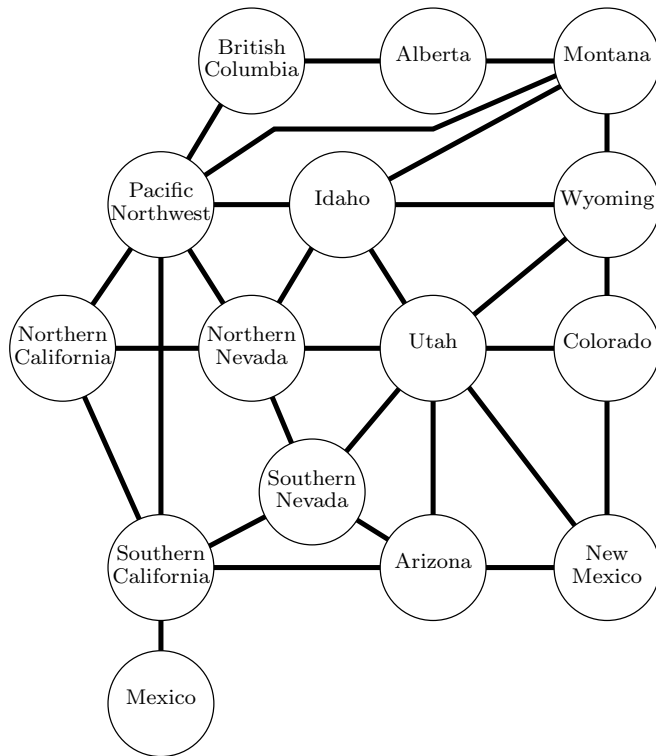 British
Columbia
Alberta
Montana
Pacific
Northwest
Idaho
Wyoming
Northern
California
Northern
Nevada
Utah
Colorado
Southern
Nevada
Southern
California
Arizona
New
Mexico
Mexico